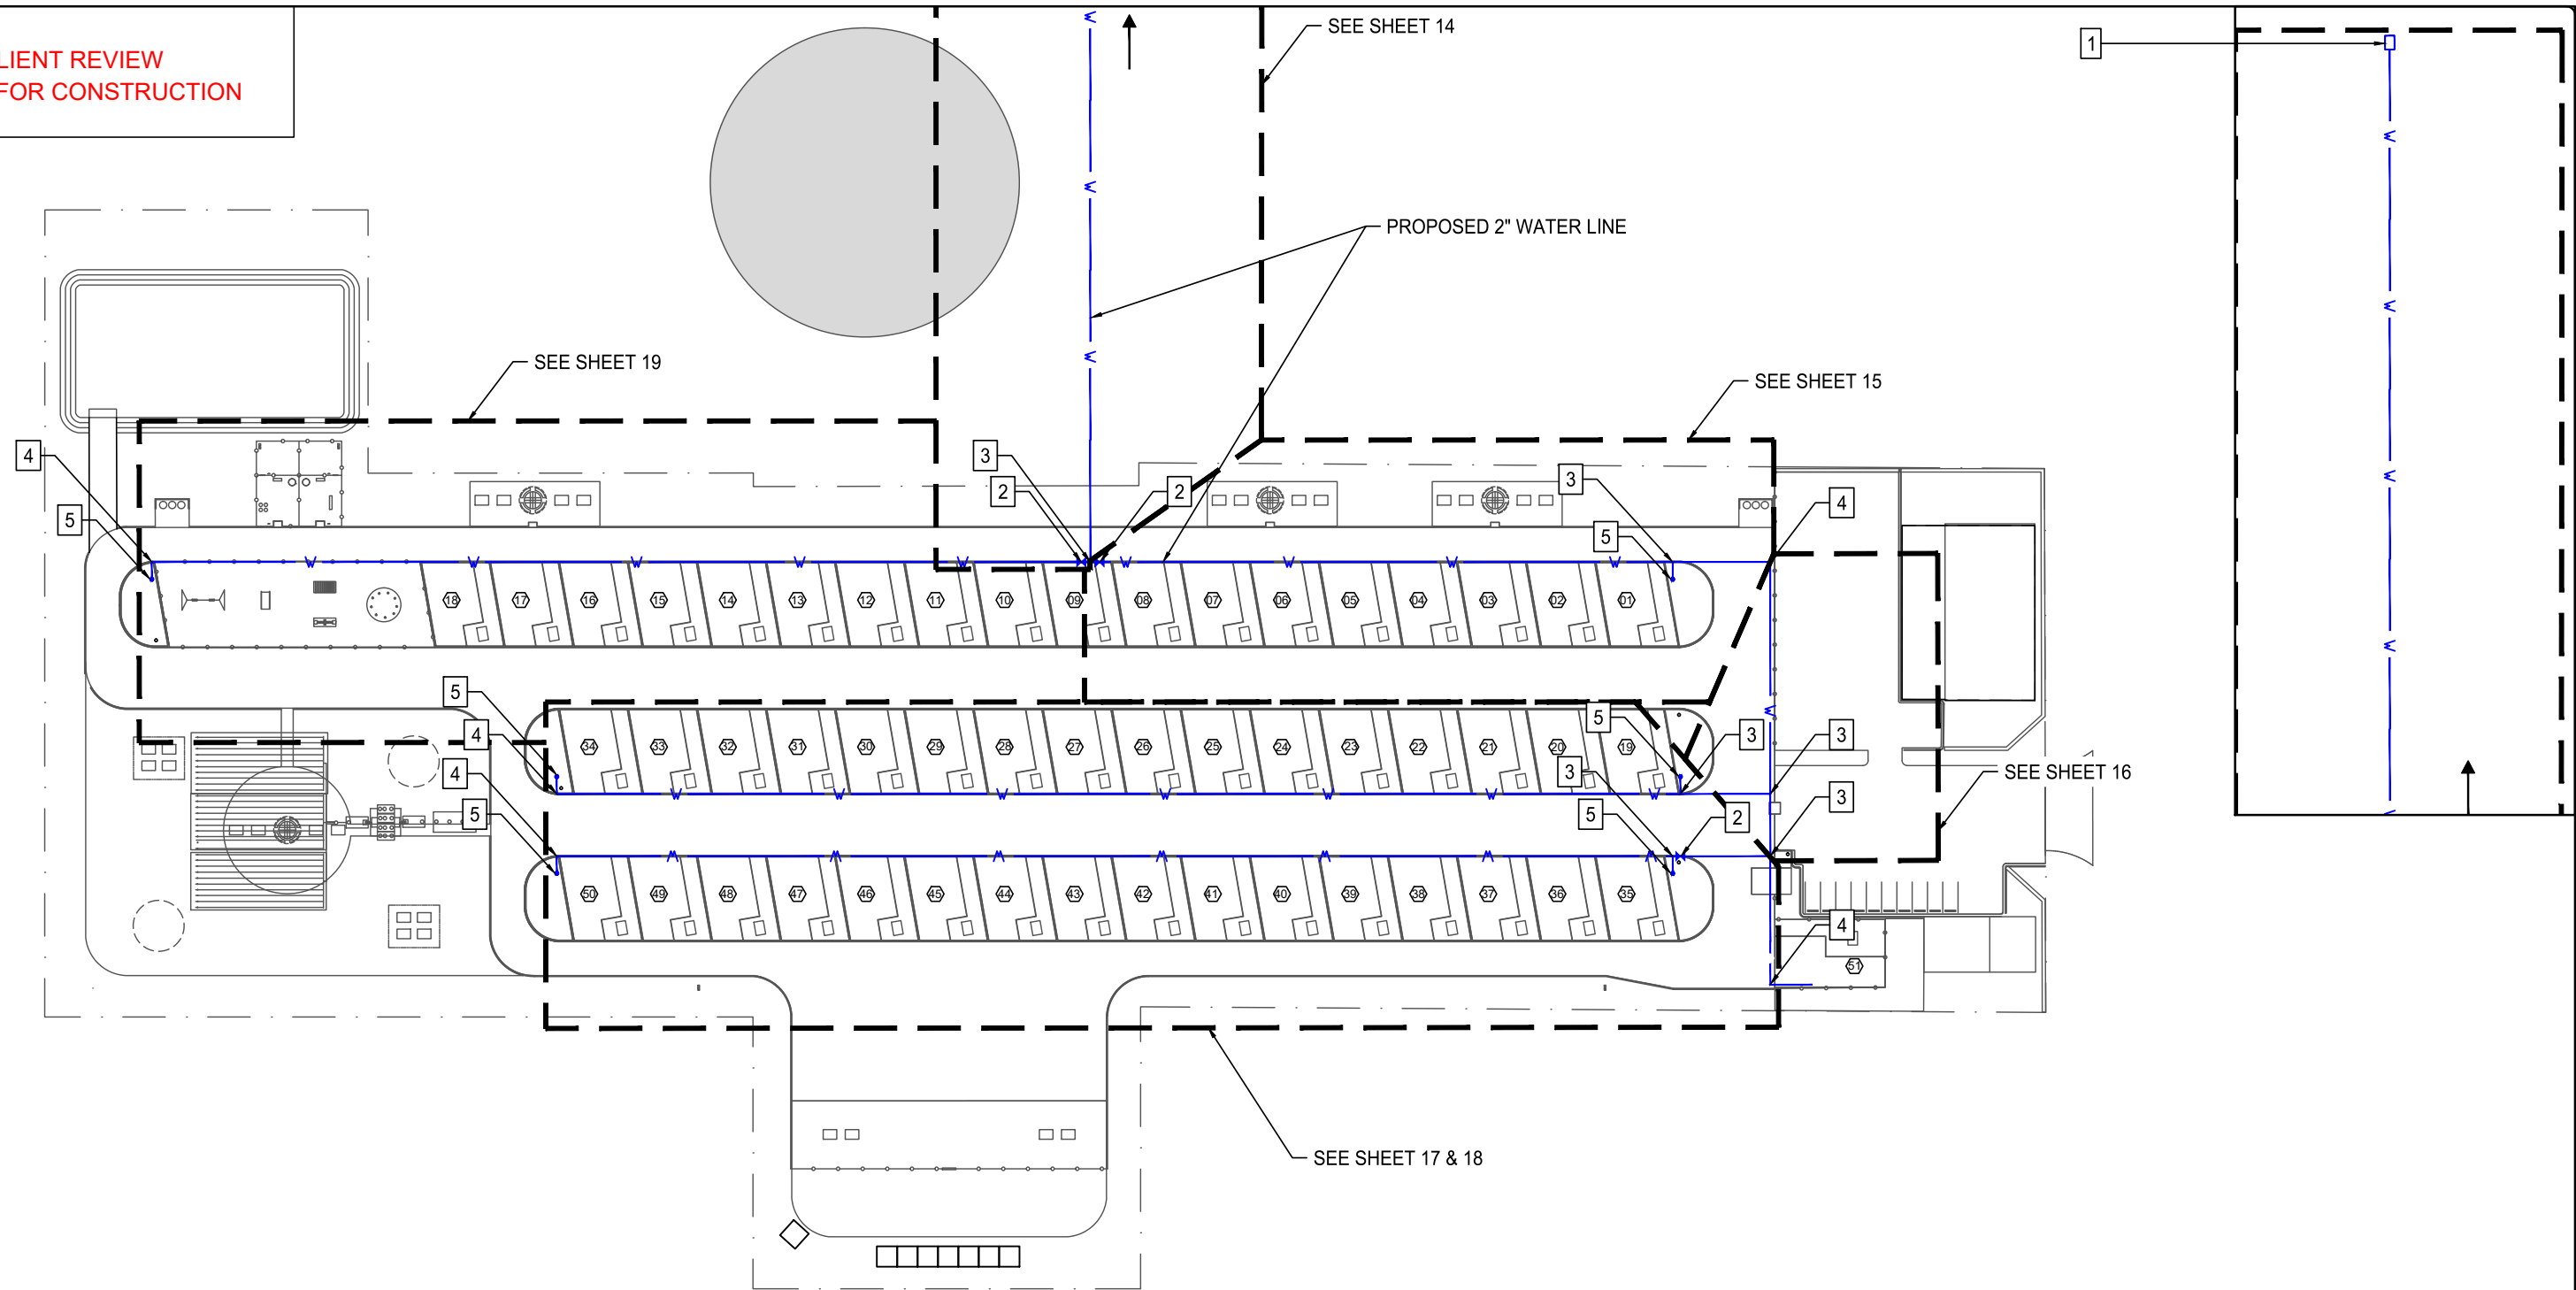 LIENT REVIEW
FOR CONSTRUCTION
SEE SHEET 14
1
W
W
PROPOSED 2" WATER LINE
W
SEE SHEET 19
SEE SHEET 15
4
3
2
2
3
4
5
5
W W W W W W W W W
18 17 16 15 14 13 12 11 10 09 08 07 06 05 04 03 02 01
5
4
5
3
3
W
34 33 32 31 30 29 28 27 26 25 24 23 22 21 20 19
4
3
SEE SHEET 16
W W W W W W W
5
5
2
3
W W W W W W W
50 49 48 47 46 45 44 43 42 41 40 39 38 37 36 35
4
51
SEE SHEET 17 & 18
W
W
W
W